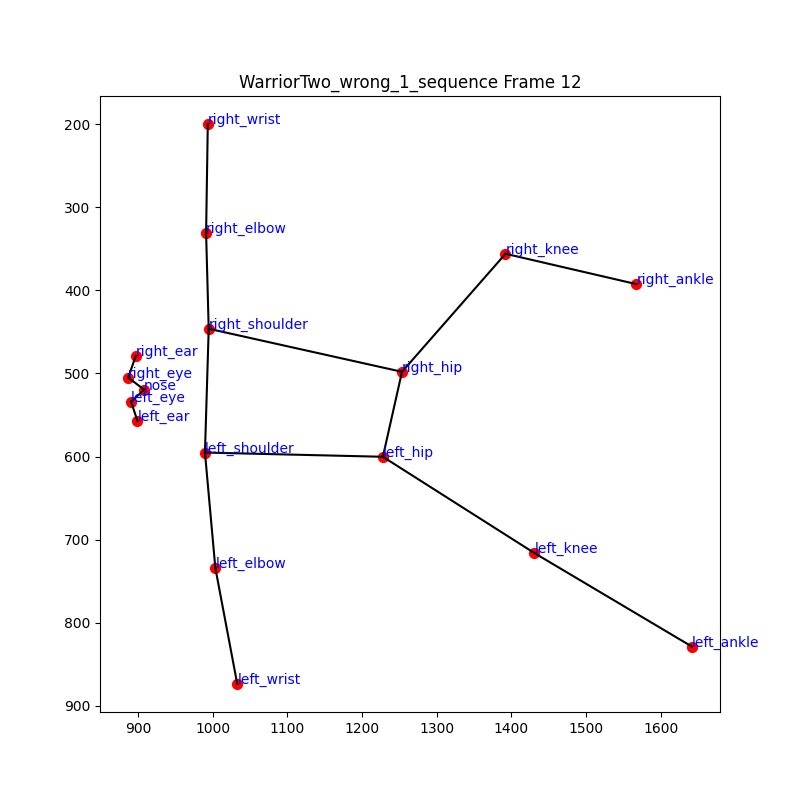 WarriorTwo_wrong_1_sequence Frame 12
200
300
400
500
600
700
800
900
right_wrist
right_elbow
right_knee
right_ankle
right_shoulder
right_ear
right_hip
right_eye
nose
left_eye
left_ear
left_shoulder
left_hip
left_knee
left_elbow
left_ankle
left_wrist
900 1000 1100 1200 1300 1400 1500 1600